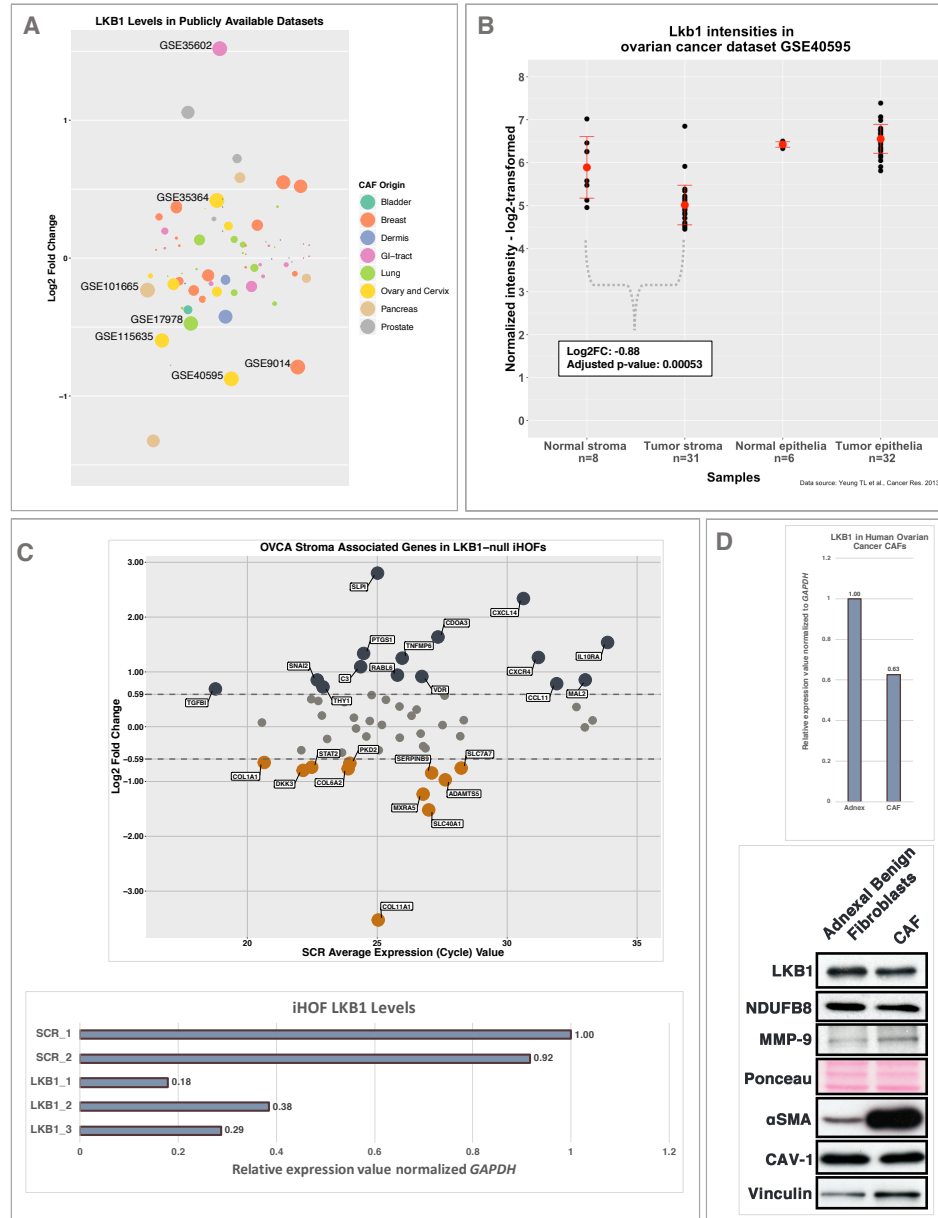 A
LKB1 Levels in Publicly Available Datasets
GSE35602
1
GSE35364
Log2 Fold Change
0
GSE101665
GSE17978
GSE115635
GSE9014
GSE40595
−1
CAF Origin
Bladder
Breast
Dermis
GI−tract
Lung
Ovary and Cervix
Pancreas
Prostate
B
Lkb1 intensities in
ovarian cancer dataset GSE40595
Normalized intensity - log2-transformed
8
7
6
5
4
3
2
1
0
Log2FC: -0.88
Adjusted p-value: 0.00053
Normal stroma
n=8
Tumor stroma
n=31
Normal epithelia
n=6
Tumor epithelia
n=32
Samples
Data source: Yeung TL et al., Cancer Res. 2013
C
OVCA Stroma Associated Genes in LKB1−null iHOFs
Log2 Fold Change
3.00
2.00
1.00
0.59
0.00
−0.59
−1.00
−2.00
−3.00
SLPI
CXCL14
CDOA3
PTGS1
TNFMP6
IL10RA
SNAI2
RABL6
C3
CXCR4
VDR
THY1
TGFBI
CCL11
MAL2
STAT2
PKD2
SERPINB9
SLC7A7
COL1A1
DKK3
COL6A2
ADAMTS5
MXRA5
SLC40A1
COL11A1
20
25
30
35
SCR Average Expression (Cycle) Value
iHOF LKB1 Levels
SCR_1
1.00
SCR_2
0.92
LKB1_1
0.18
LKB1_2
0.38
LKB1_3
0.29
0
0.2
0.4
0.6
0.8
1
1.2
Relative expression value normalized GAPDH
D
LKB1 in Human Ovarian
Cancer CAFs
Relative expression value normalized to GAPDH
1.2
1
0.8
0.6
0.4
0.2
0
1.00
0.63
Adnex
CAF
Adnexal Benign
Fibroblasts
CAF
LKB1
NDUFB8
MMP-9
Ponceau
αSMA
CAV-1
Vinculin